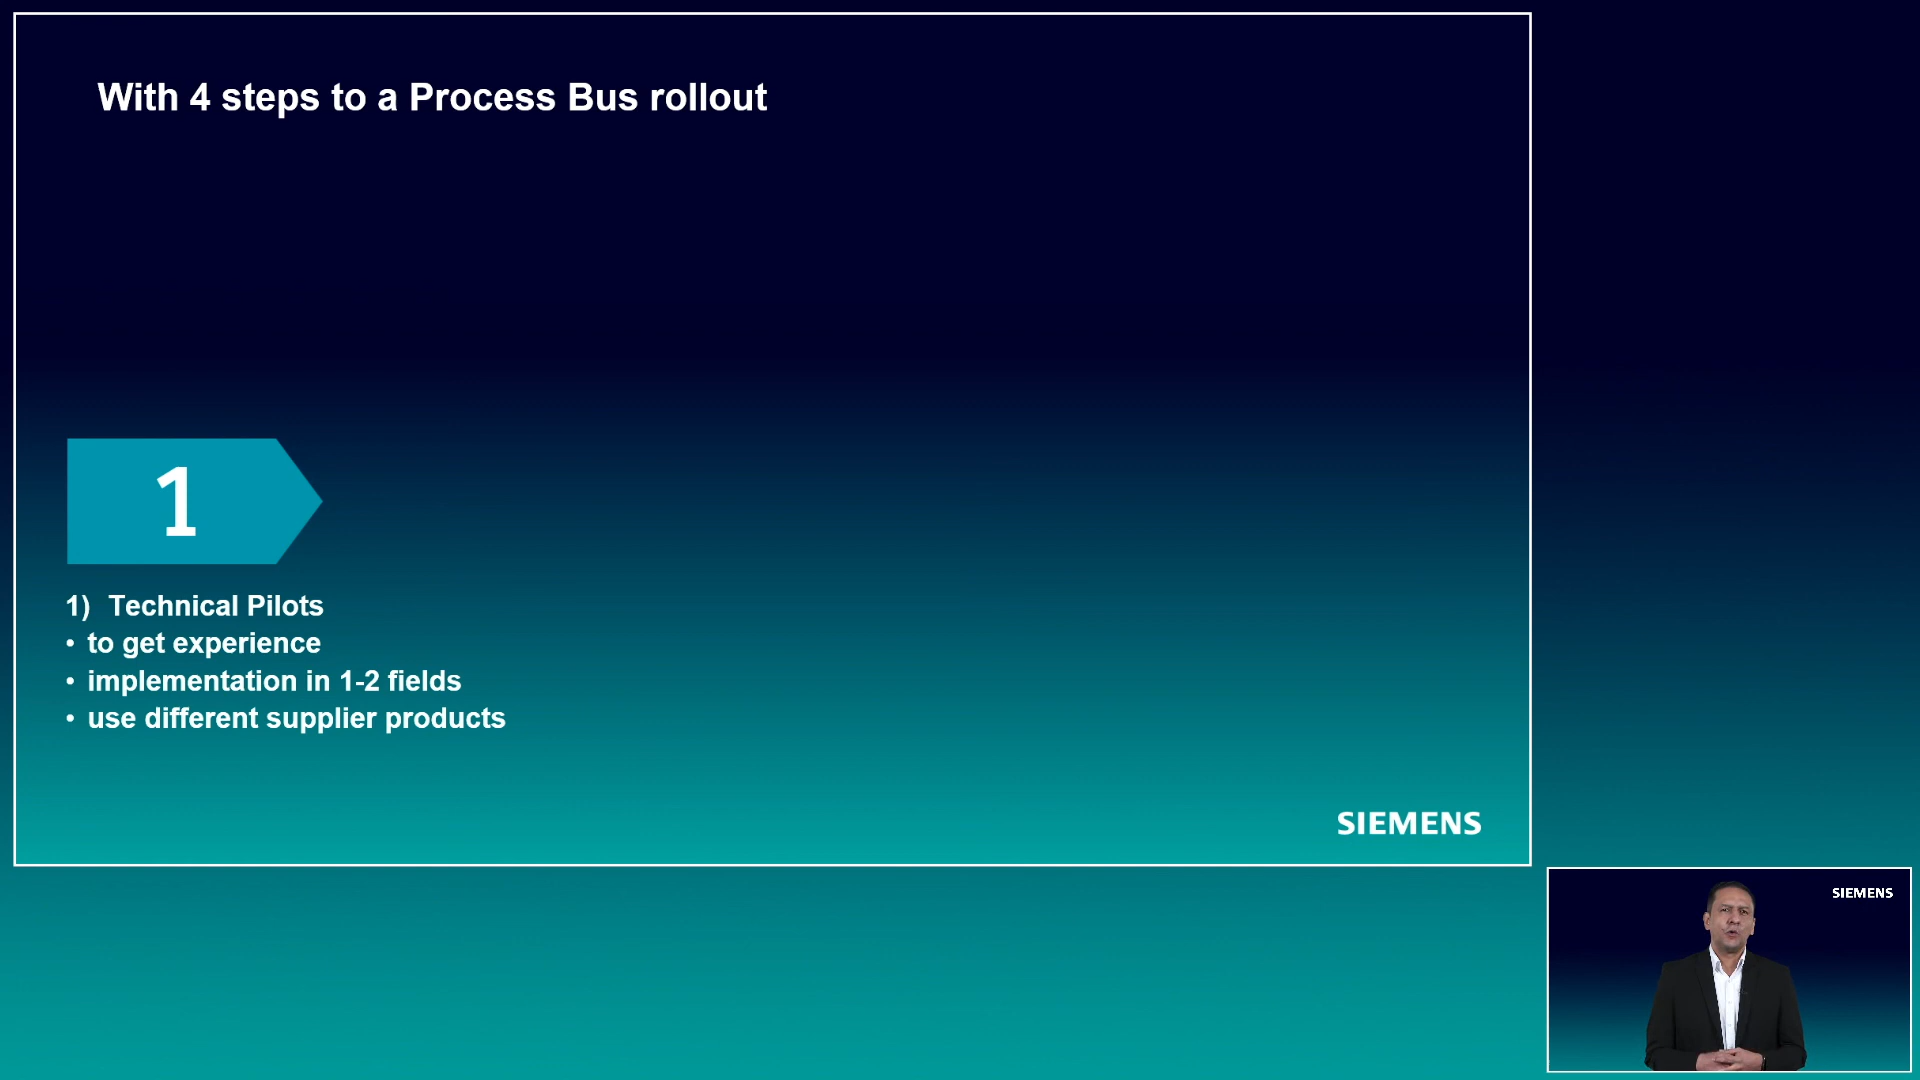 With 4 steps to a Process Bus rollout
1
1) Technical Pilots
• to get experience
• implementation in 1-2 fields
• use different supplier products
SIEMENS
SIEMENS